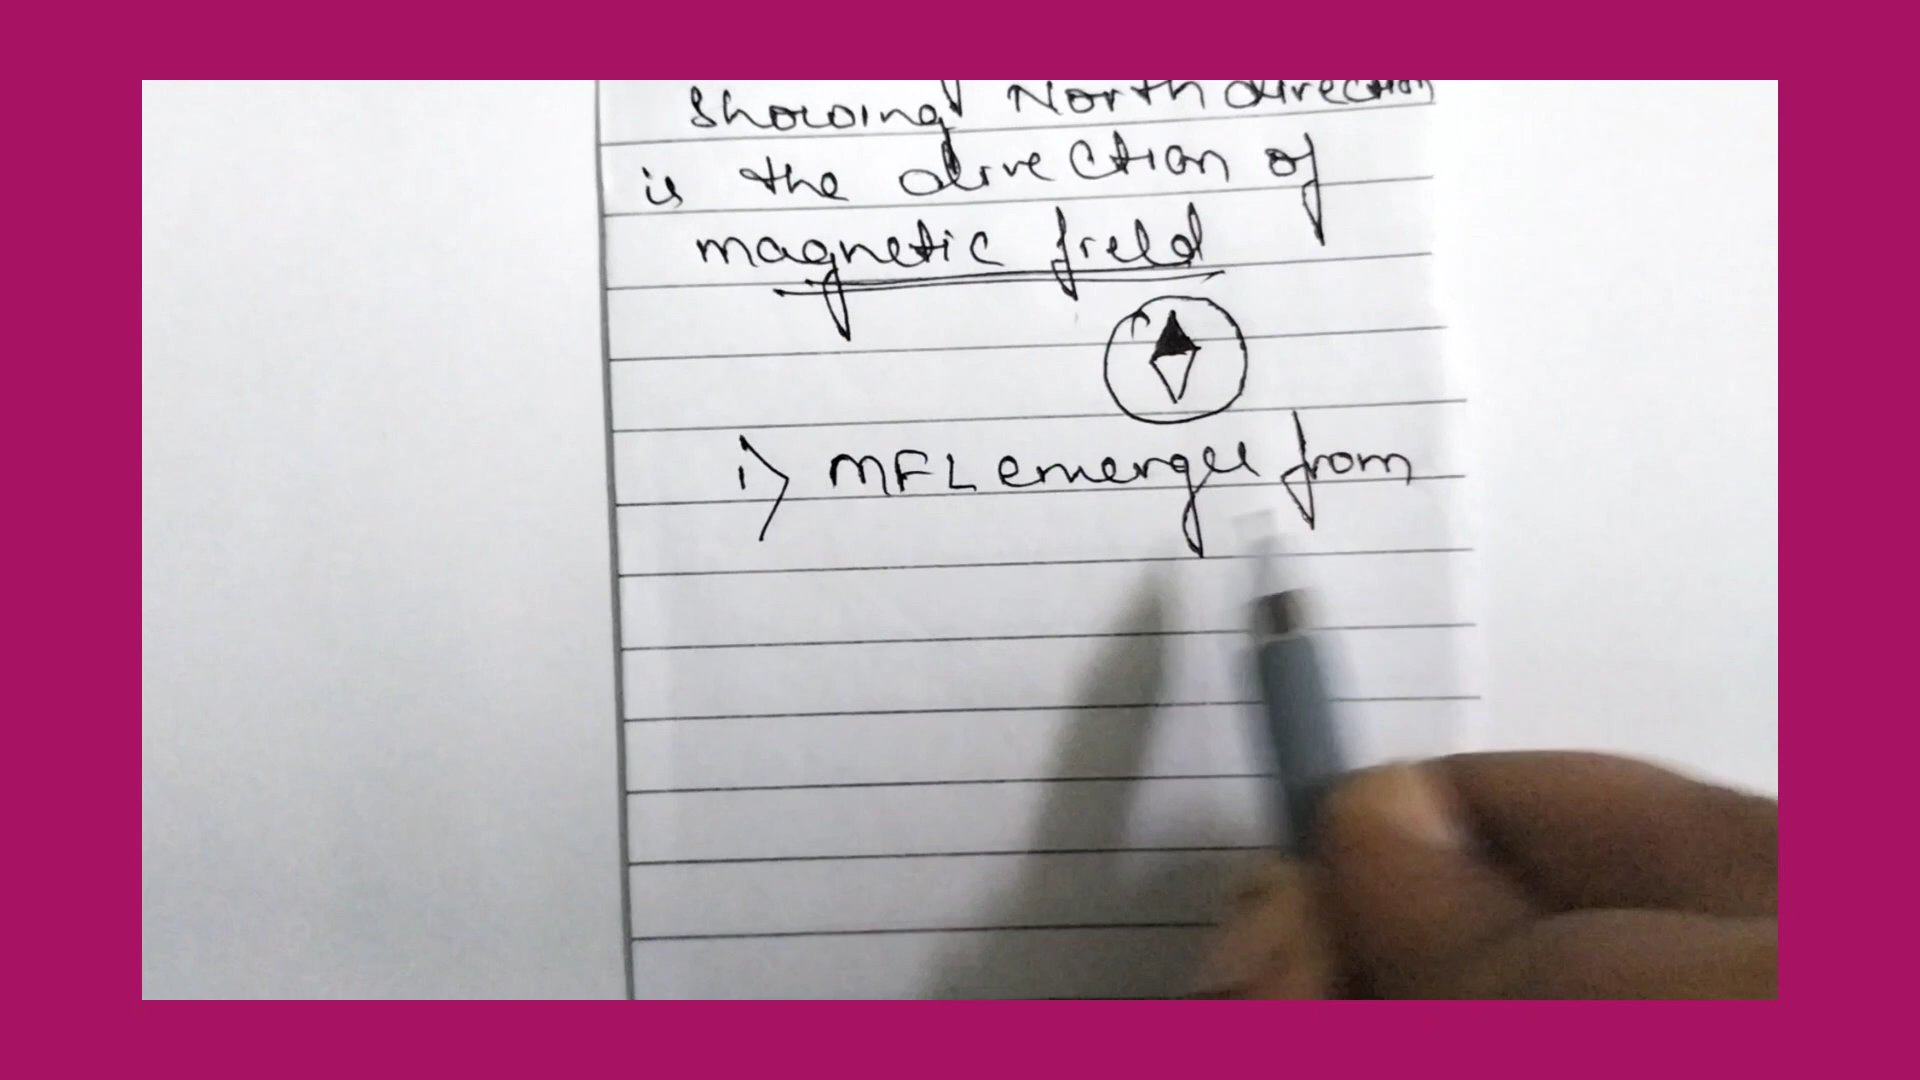 showing North direction
is the direction of
magnetic field
i> MFL emerges from